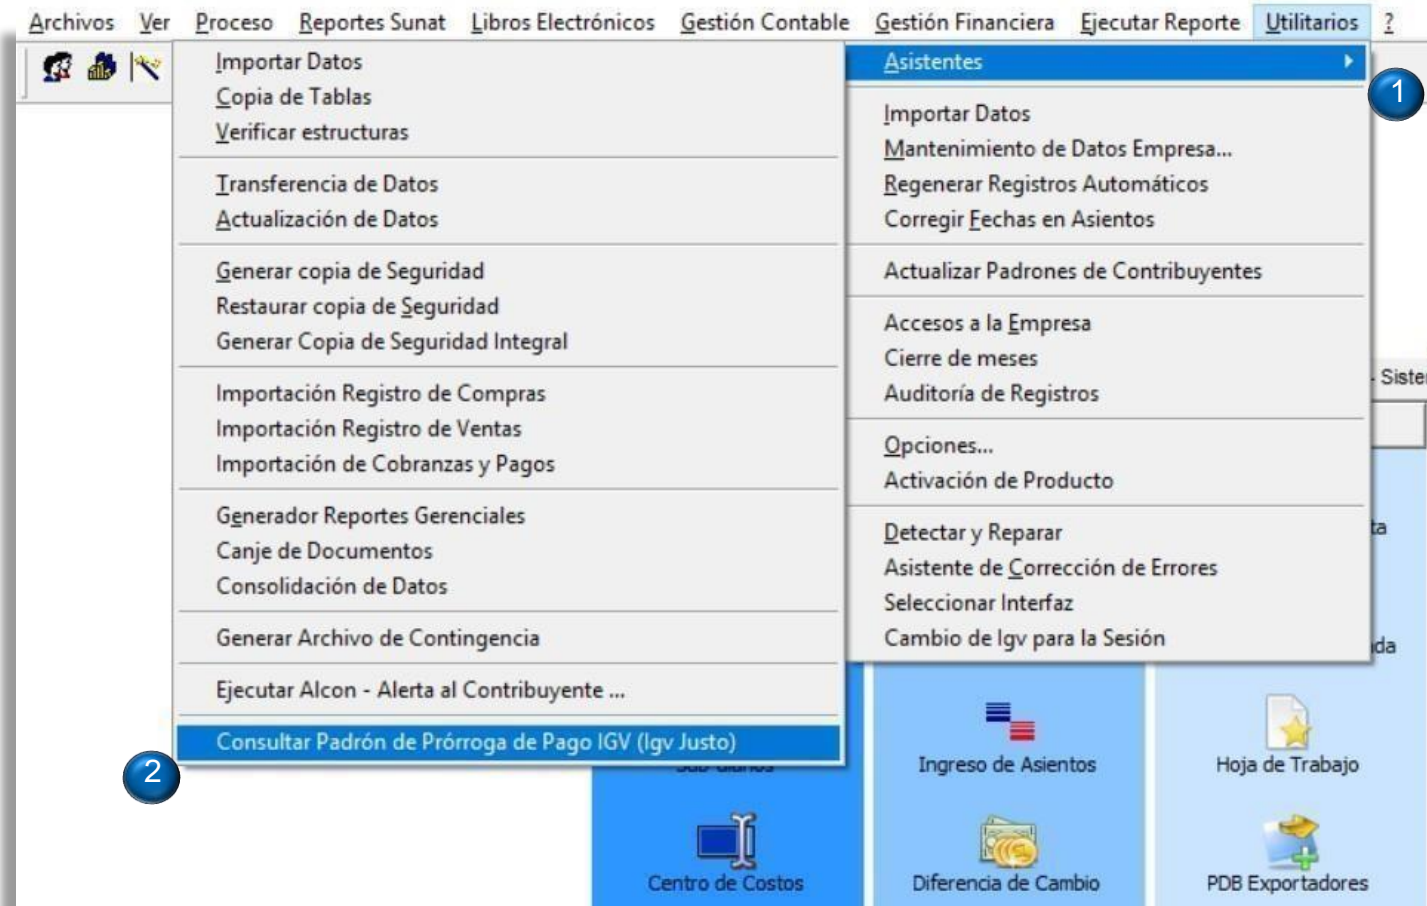 Archivos Ver Proceso Reportes Sunat Libros Electrónicos Gestión Contable Gestión Financiera Ejecutar Reporte Utilitarios ?
Importar Datos
Copia de Tablas
Verificar estructuras
Transferencia de Datos
Actualización de Datos
Generar copia de Seguridad
Restaurar copia de Seguridad
Generar Copia de Seguridad Integral
Importación Registro de Compras
Importación Registro de Ventas
Importación de Cobranzas y Pagos
Generador Reportes Gerenciales
Canje de Documentos
Consolidación de Datos
Generar Archivo de Contingencia
Ejecutar Alcon - Alerta al Contribuyente ...
Consultar Padrón de Prórroga de Pago IGV (Igv Justo)
2
Asistentes
1
Importar Datos
Mantenimiento de Datos Empresa...
Regenerar Registros Automáticos
Corregir Fechas en Asientos
Actualizar Padrones de Contribuyentes
Accesos a la Empresa
Cierre de meses
Auditoría de Registros
Opciones...
Activación de Producto
Detectar y Reparar
Asistente de Corrección de Errores
Seleccionar Interfaz
Cambio de Igv para la Sesión
- Siste
ta
da
Ingreso de Asientos
Hoja de Trabajo
Centro de Costos
Diferencia de Cambio
PDB Exportadores